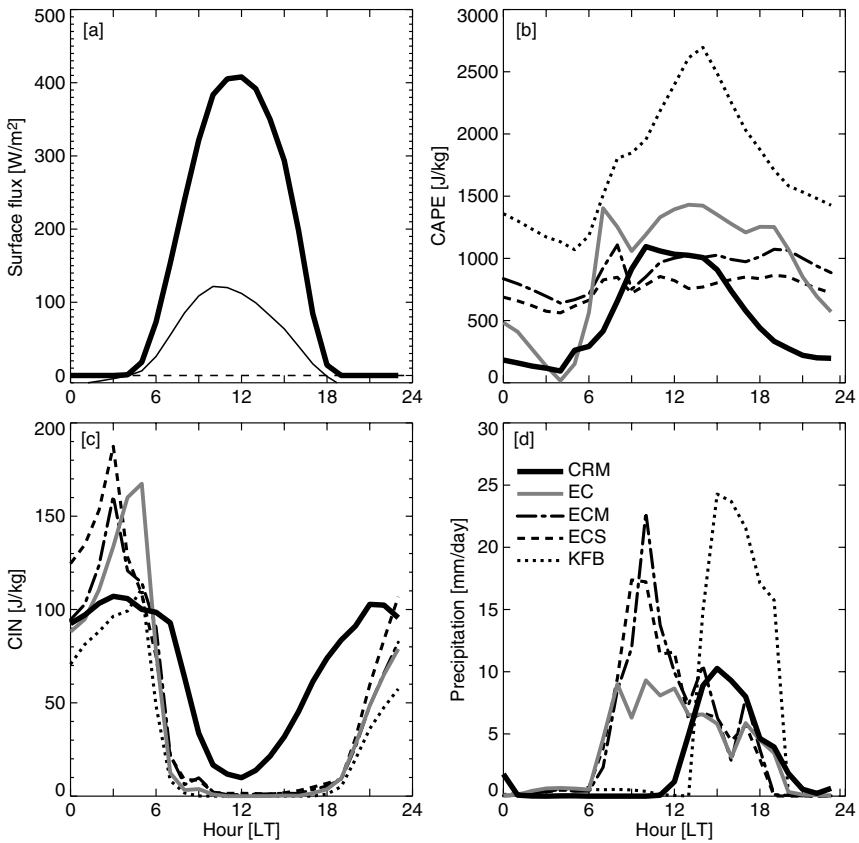 [a]
500
400
300
200
100
0
Surface flux [W/m²]
0 6 12 18 24
[b]
3000
2500
2000
1500
1000
500
0
CAPE [J/kg]
0 6 12 18 24
[c]
200
150
100
50
0
CIN [J/kg]
0 6 12 18 24
Hour [LT]
[d]
30
25
20
15
10
5
0
Precipitation [mm/day]
CRM
EC
ECM
ECS
KFB
0 6 12 18 24
Hour [LT]